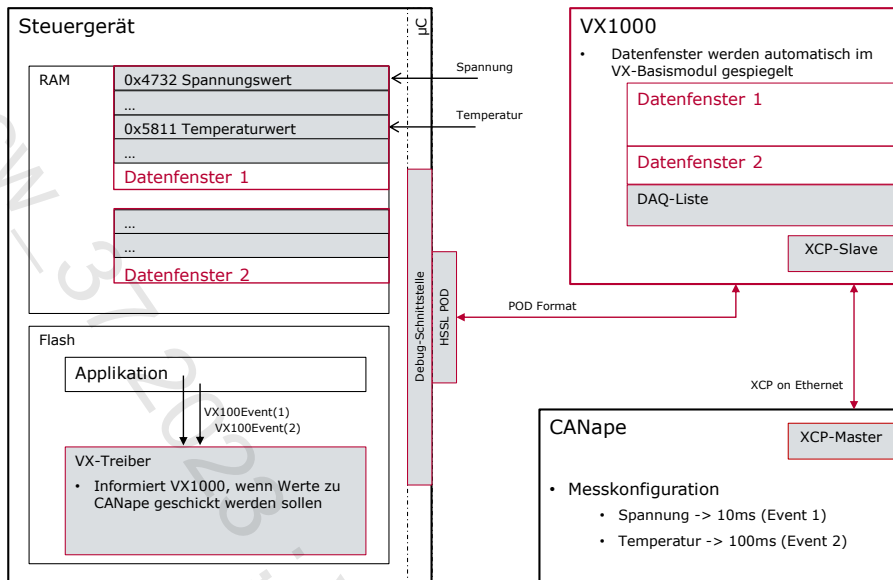 Steuergerät
µC
RAM
0x4732 Spannungswert
...
0x5811 Temperaturwert
...
Datenfenster 1
...
...
Datenfenster 2
Spannung
Temperatur
Debug-Schnittstelle
HSSL POD
POD Format
Flash
Applikation
VX100Event(1)
VX100Event(2)
VX-Treiber
• Informiert VX1000, wenn Werte zu
CANape geschickt werden sollen
VX1000
• Datenfenster werden automatisch im
VX-Basismodul gespiegelt
Datenfenster 1
Datenfenster 2
DAQ-Liste
XCP-Slave
XCP on Ethernet
CANape
XCP-Master
• Messkonfiguration
• Spannung -> 10ms (Event 1)
• Temperatur -> 100ms (Event 2)